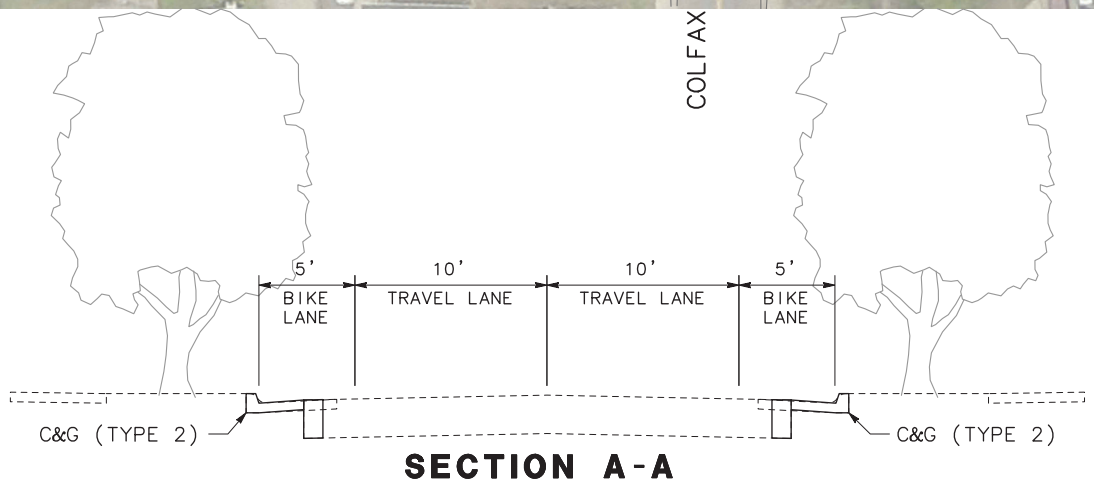 COLFAX
5' 10' 10' 5'
BIKE LANE TRAVEL LANE TRAVEL LANE BIKE LANE
C&G (TYPE 2) C&G (TYPE 2)
SECTION A-A